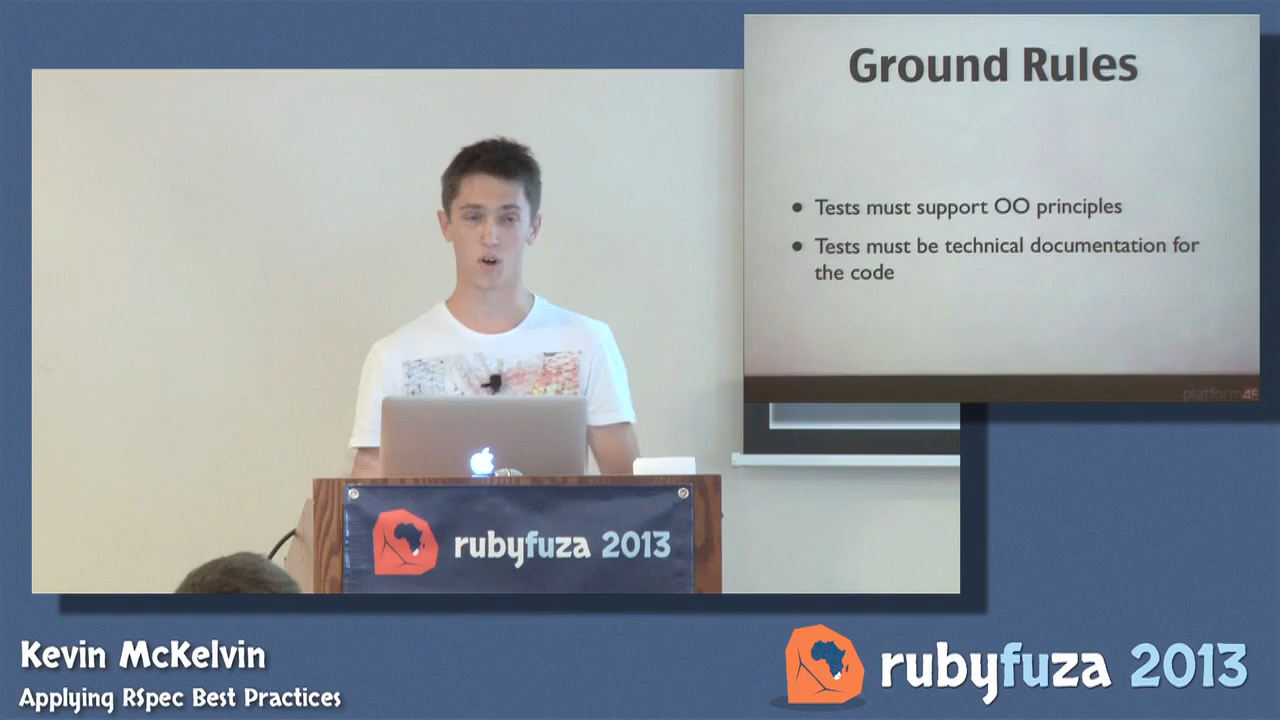 Ground Rules
• Tests must support OO principles
• Tests must be technical documentation for
the code
platform45
rubyfuza 2013
Kevin McKelvin
Applying RSpec Best Practices
rubyfuza 2013